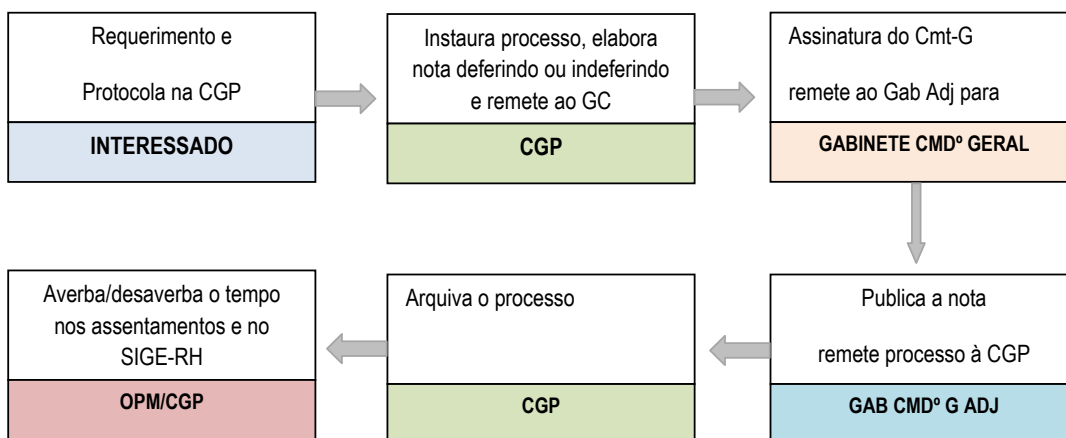 Requerimento e
Protocola na CGP
INTERESSADO
Instaura processo, elabora
nota deferindo ou indeferindo
e remete ao GC
CGP
Assinatura do Cmt-G
remete ao Gab Adj para
GABINETE CMDº GERAL
Publica a nota
remete processo à CGP
GAB CMDº G ADJ
Arquiva o processo
CGP
Averba/desaverba o tempo
nos assentamentos e no
SIGE-RH
OPM/CGP